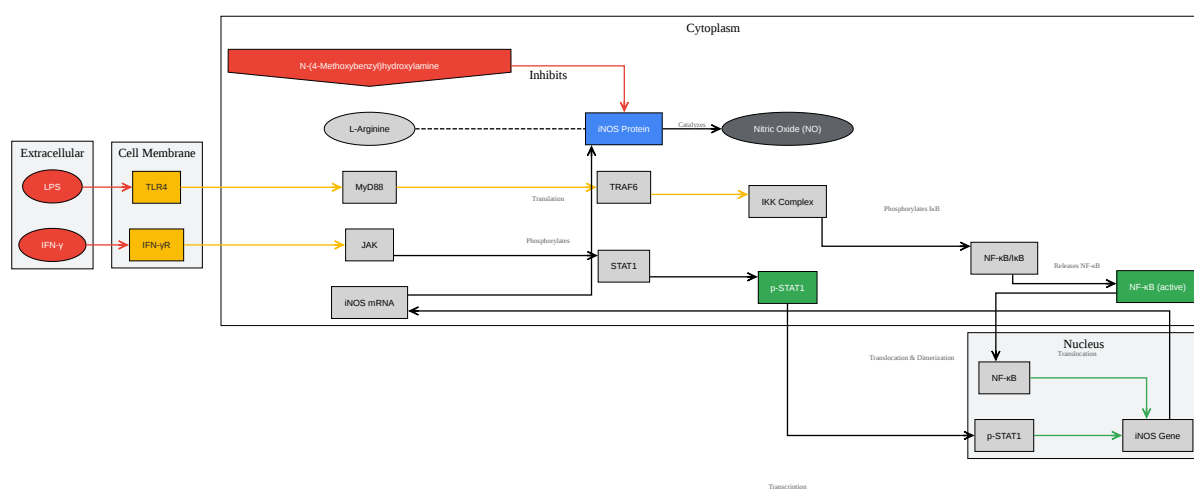 Cytoplasm
N-(4-Methoxybenzyl)hydroxylamine
Inhibits
L-Arginine
iNOS Protein
Catalyzes
Nitric Oxide (NO)
Extracellular
Cell Membrane
LPS
TLR4
MyD88
TRAF6
IKK Complex
Translation
Phosphorylates IκB
IFN-γ
IFN-γR
JAK
Phosphorylates
STAT1
NF-κB/IκB
Releases NF-κB
p-STAT1
NF-κB (active)
iNOS mRNA
Nucleus
Translocation & Dimerization
Translocation
NF-κB
p-STAT1
iNOS Gene
Transcription